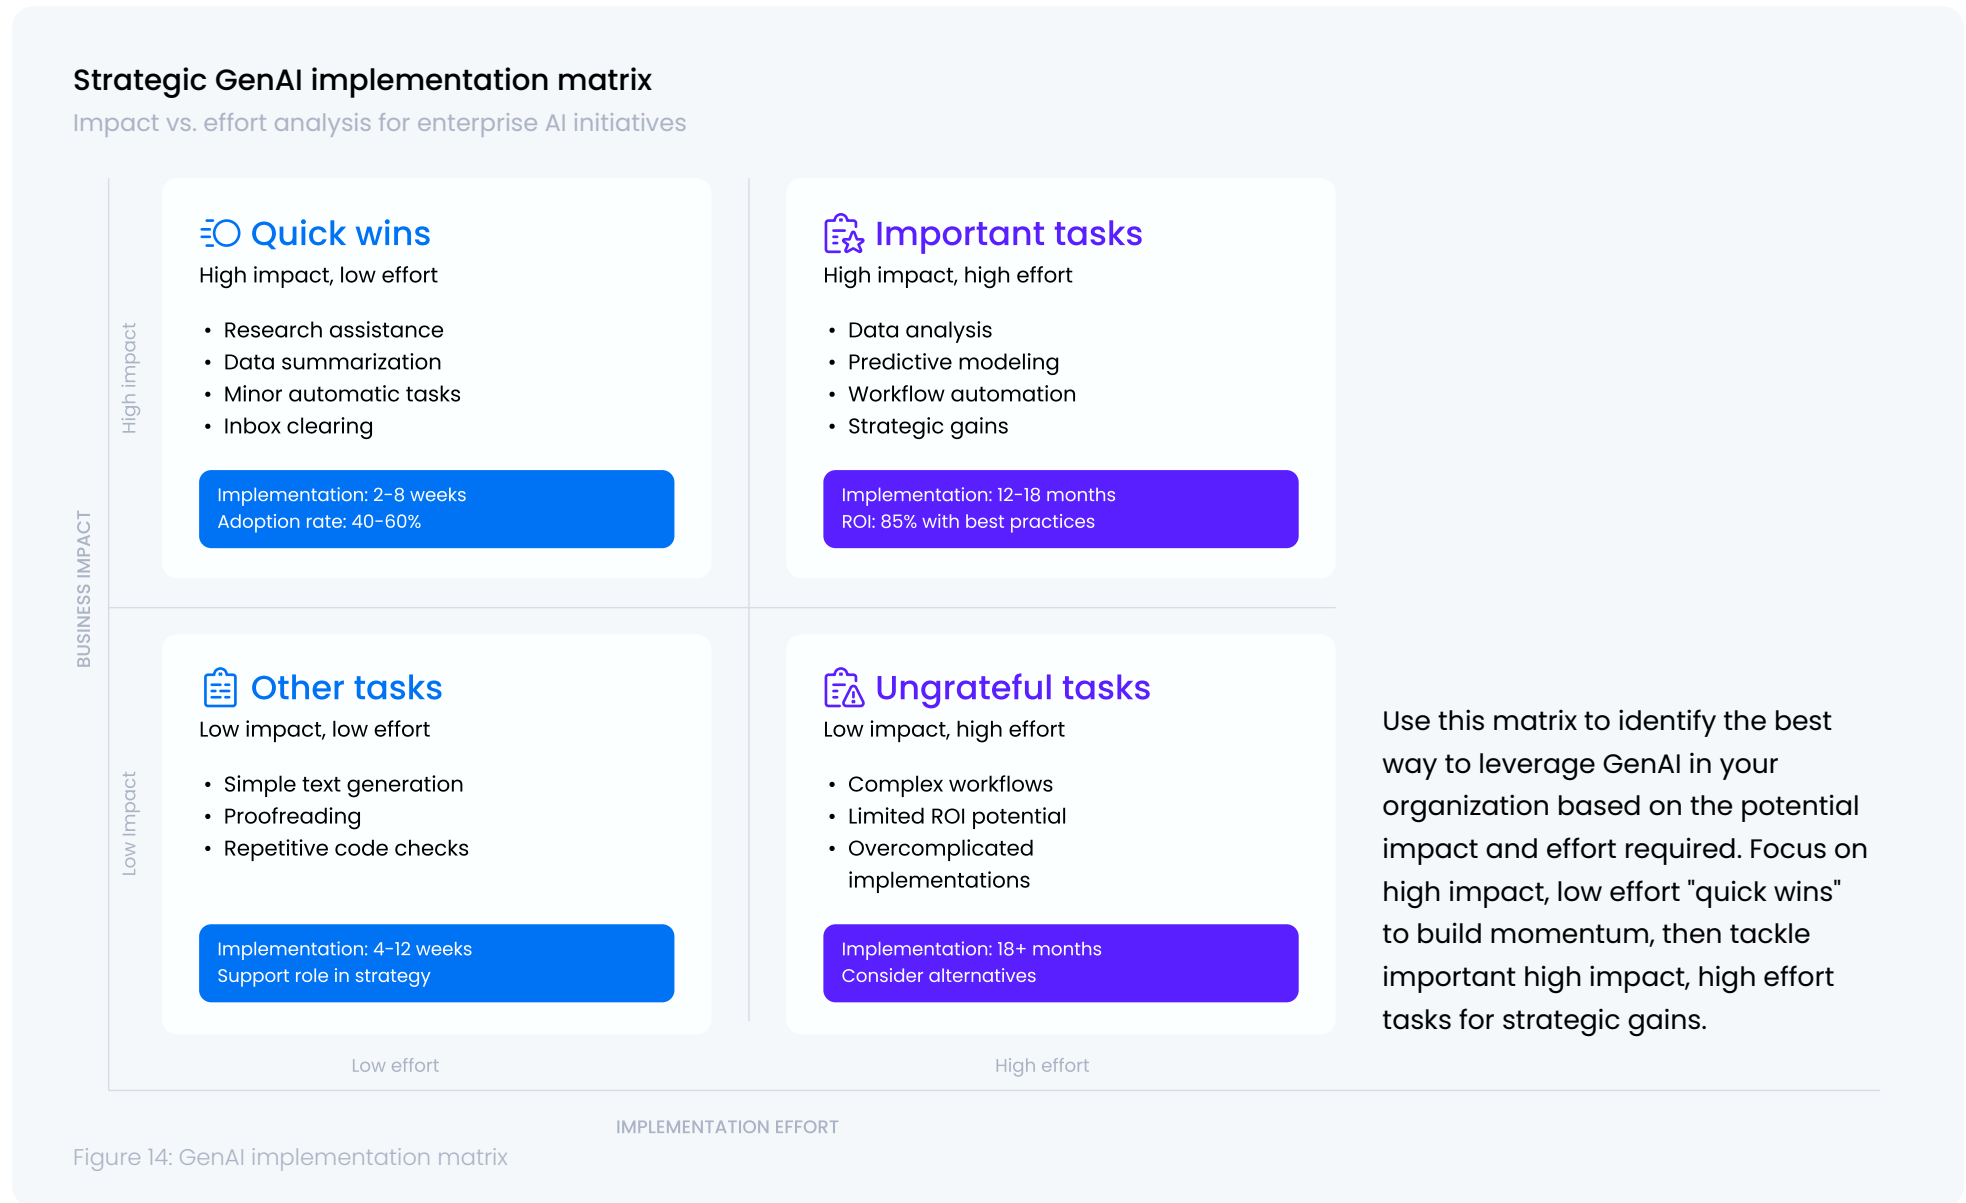 Strategic GenAI implementation matrix
Impact vs. effort analysis for enterprise AI initiatives
BUSINESS IMPACT
High impact
Quick wins
High impact, low effort
• Research assistance
• Data summarization
• Minor automatic tasks
• Inbox clearing
Implementation: 2-8 weeks
Adoption rate: 40-60%
Important tasks
High impact, high effort
• Data analysis
• Predictive modeling
• Workflow automation
• Strategic gains
Implementation: 12-18 months
ROI: 85% with best practices
Low Impact
Other tasks
Low impact, low effort
• Simple text generation
• Proofreading
• Repetitive code checks
Implementation: 4-12 weeks
Support role in strategy
Ungrateful tasks
Low impact, high effort
• Complex workflows
• Limited ROI potential
• Overcomplicated
implementations
Implementation: 18+ months
Consider alternatives
Use this matrix to identify the best
way to leverage GenAI in your
organization based on the potential
impact and effort required. Focus on
high impact, low effort "quick wins"
to build momentum, then tackle
important high impact, high effort
tasks for strategic gains.
Low effort
High effort
IMPLEMENTATION EFFORT
Figure 14: GenAI implementation matrix